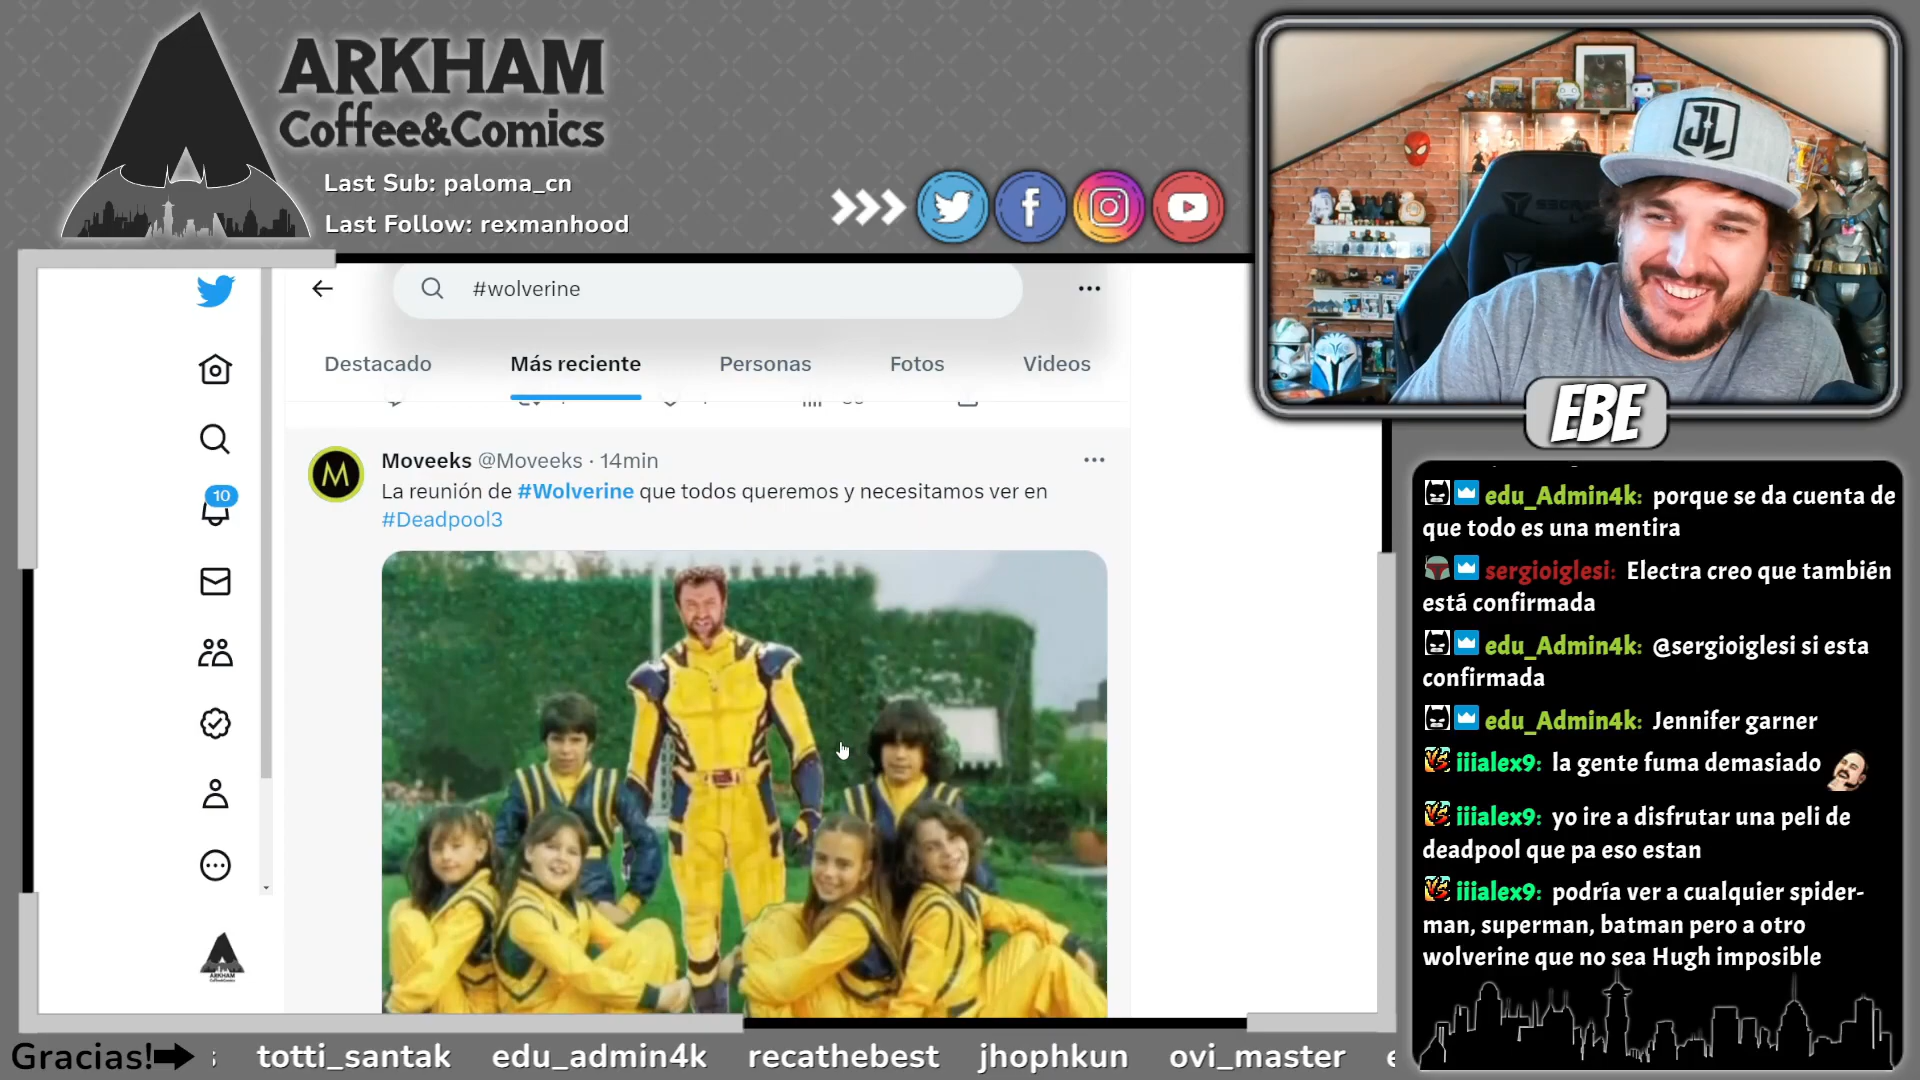 ARKHAM
Coffee&Comics
Last Sub: paloma_cn
Last Follow: rexmanhood
JL
#wolverine
Destacado
Más reciente
Personas
Fotos
Videos
10
Moveeks @Moveeks · 14min
La reunión de #Wolverine que todos queremos y necesitamos ver en
#Deadpool3
EBE
edu_Admin4k: porque se da cuenta de
que todo es una mentira
sergioiglesi: Electra creo que también
está confirmada
edu_Admin4k: @sergioiglesi si esta
confirmada
edu_Admin4k: Jennifer garner
iiialex9: la gente fuma demasiado
iiialex9: yo ire a disfrutar una peli de
deadpool que pa eso estan
iiialex9: podría ver a cualquier spider-
man, superman, batman pero a otro
wolverine que no sea Hugh imposible
ARKHAM
Gracias!
totti_santak edu_admin4k recathebest jhophkun ovi_master